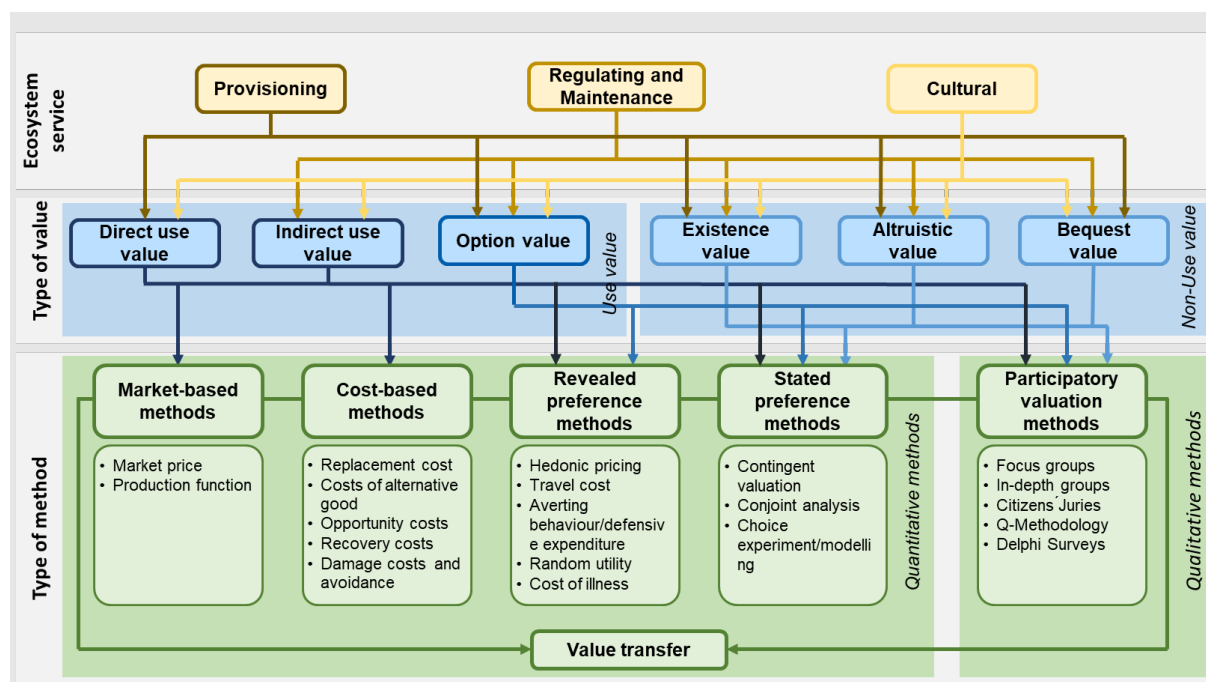 Ecosystem
service
Provisioning
Regulating and
Maintenance
Cultural
Type of value
Direct use
value
Indirect use
value
Option value
Use value
Existence
value
Altruistic
value
Bequest
value
Non-Use value
Type of method
Market-based
methods
Cost-based
methods
Revealed
preference
methods
Stated
preference
methods
Participatory
valuation
methods
• Market price
• Production function
• Replacement cost
• Costs of alternative
good
• Opportunity costs
• Recovery costs
• Damage costs and
avoidance
• Hedonic pricing
• Travel cost
• Averting
behaviour/defensiv
e expenditure
• Random utility
• Cost of illness
• Contingent
valuation
• Conjoint analysis
• Choice
experiment/modelli
ng
Quantitative methods
• Focus groups
• In-depth groups
• Citizens´Juries
• Q-Methodology
• Delphi Surveys
Qualitative methods
Value transfer